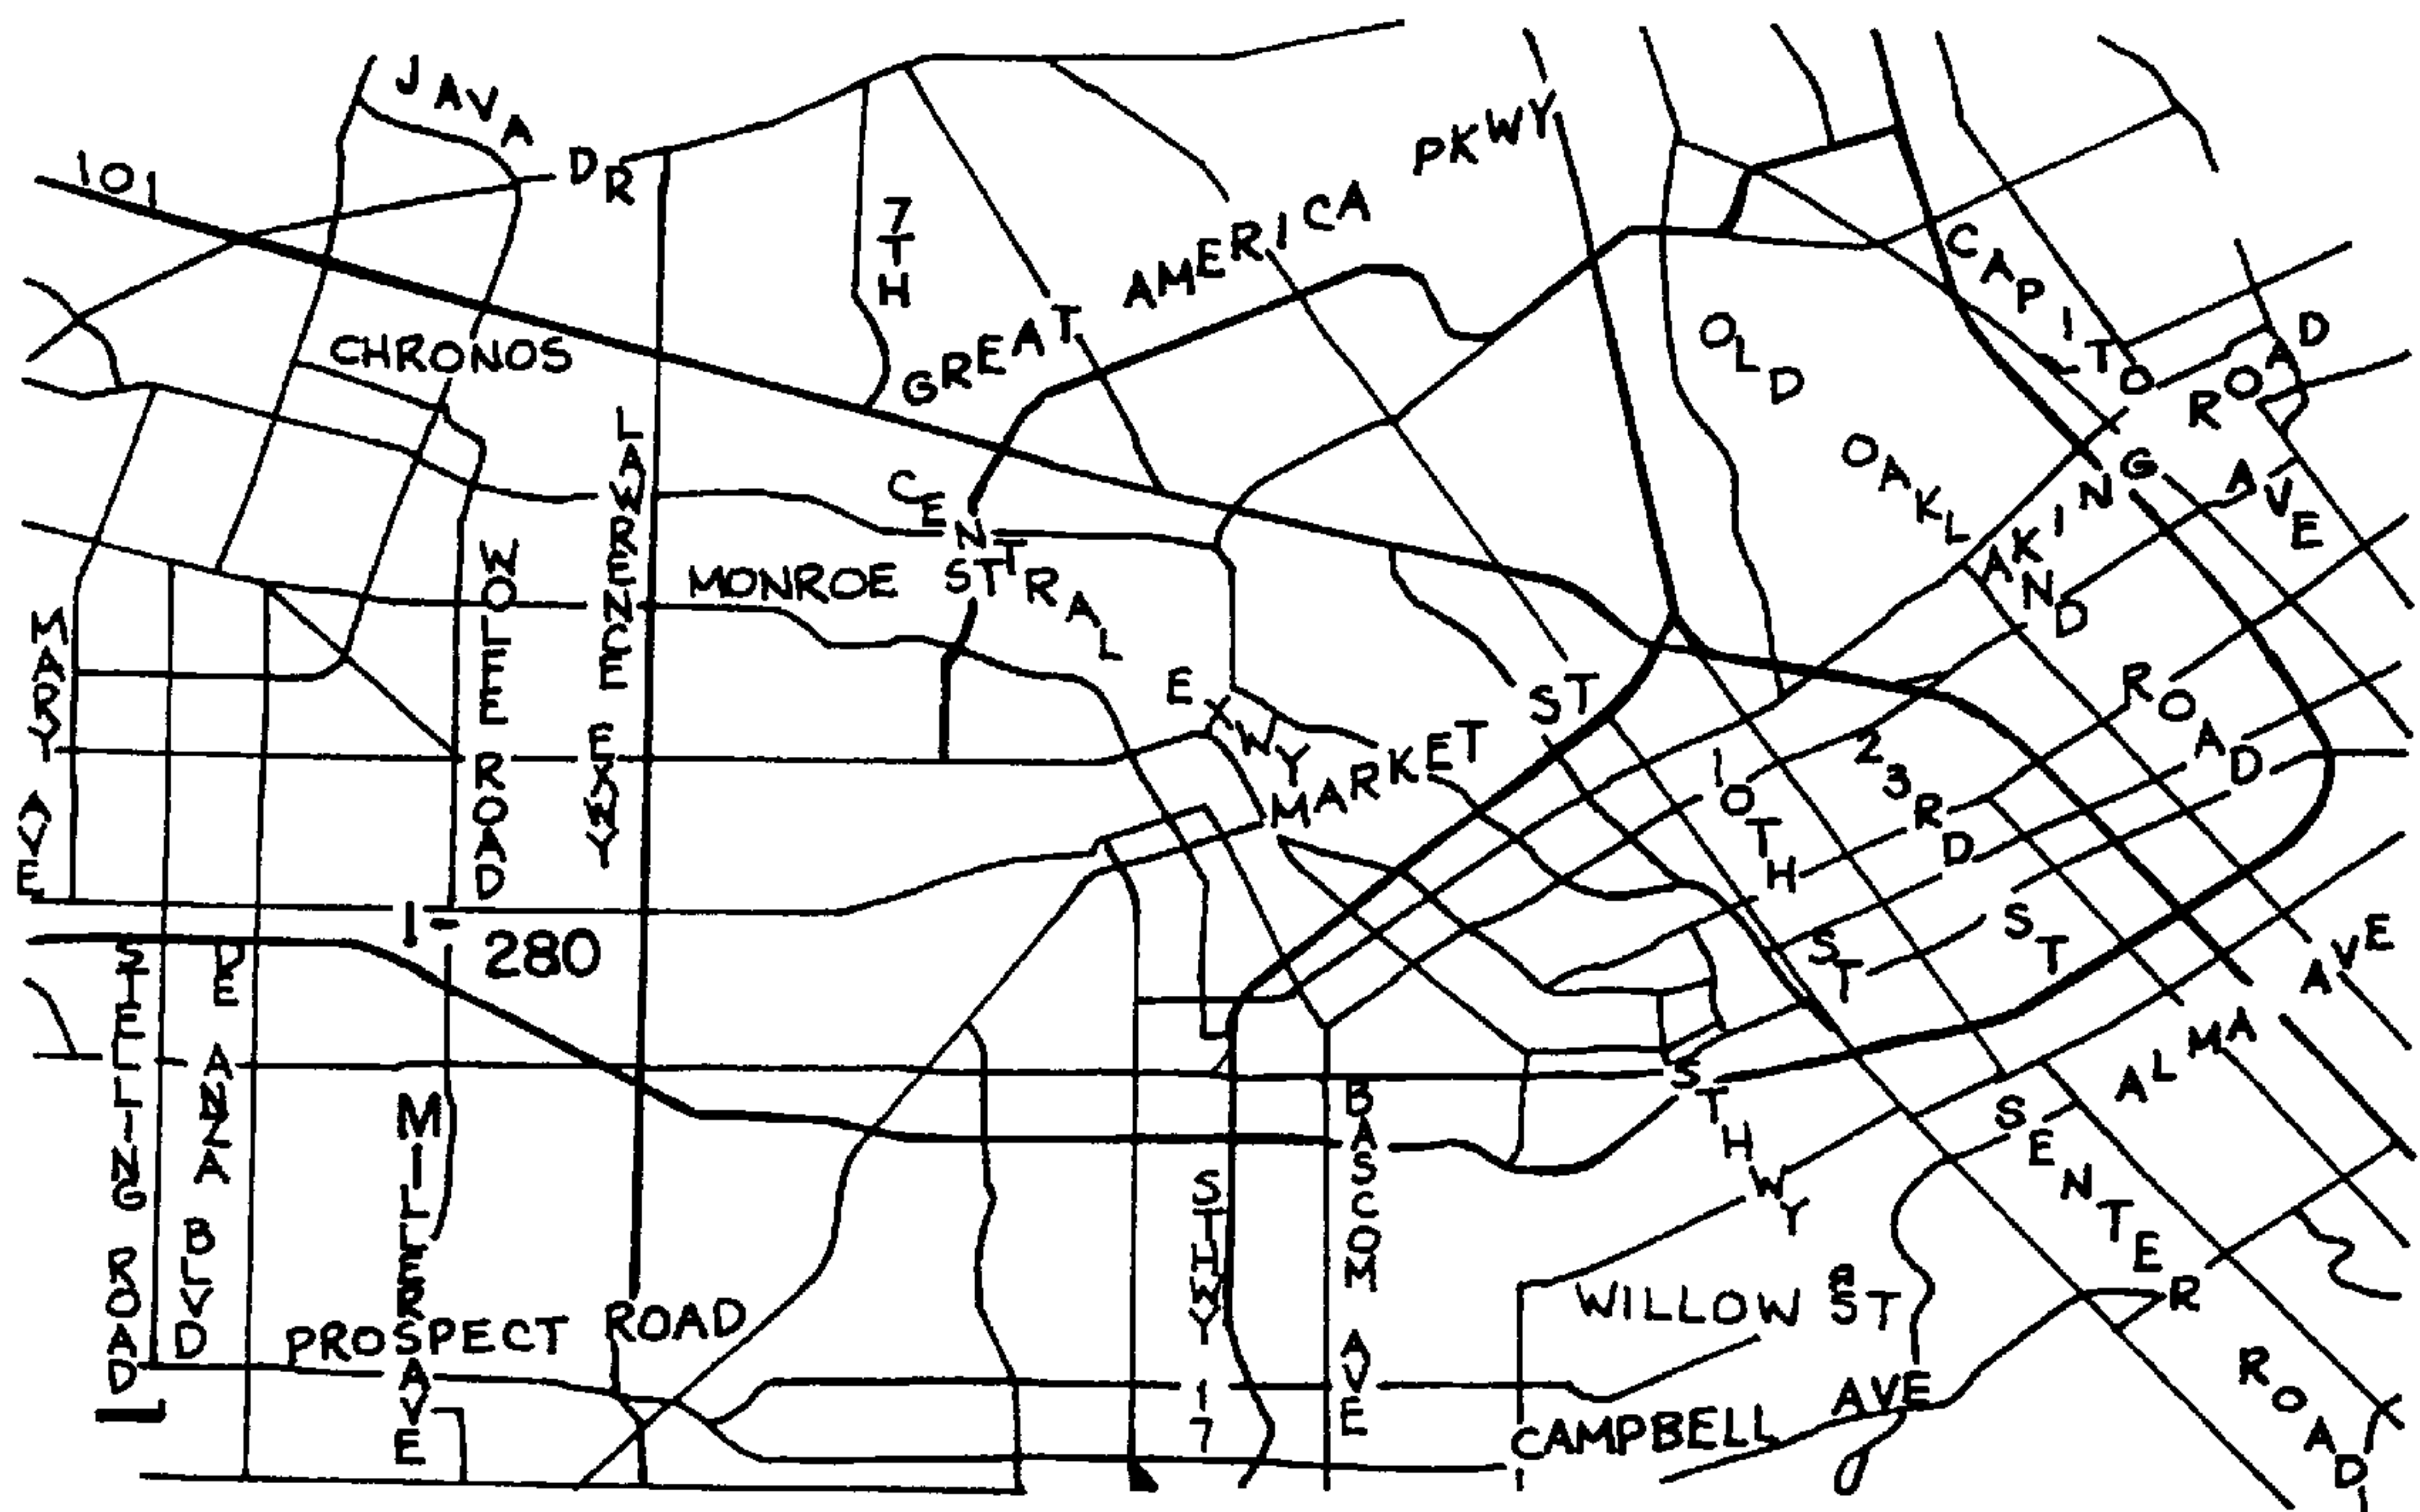 JAVA DR
101
7TH
GREAT AMERICA PKWY
CHRONOS
OLD OAKLAND ROAD
CAPITOL AVE
KING ROAD
LAWRENCE EXWY
CENTRAL EXWY
WOLFE ROAD
MONROE ST
MARY AVE
MARKET ST
10TH ST
23RD ST
I-280
STELLING ROAD
DE ANZA BLVD
MILLER AVE
PROSPECT ROAD
STHWY 17
BASCOM AVE
STHWY
ALMA AVE
SENTER ROAD
WILLOW ST
CAMPBELL AVE